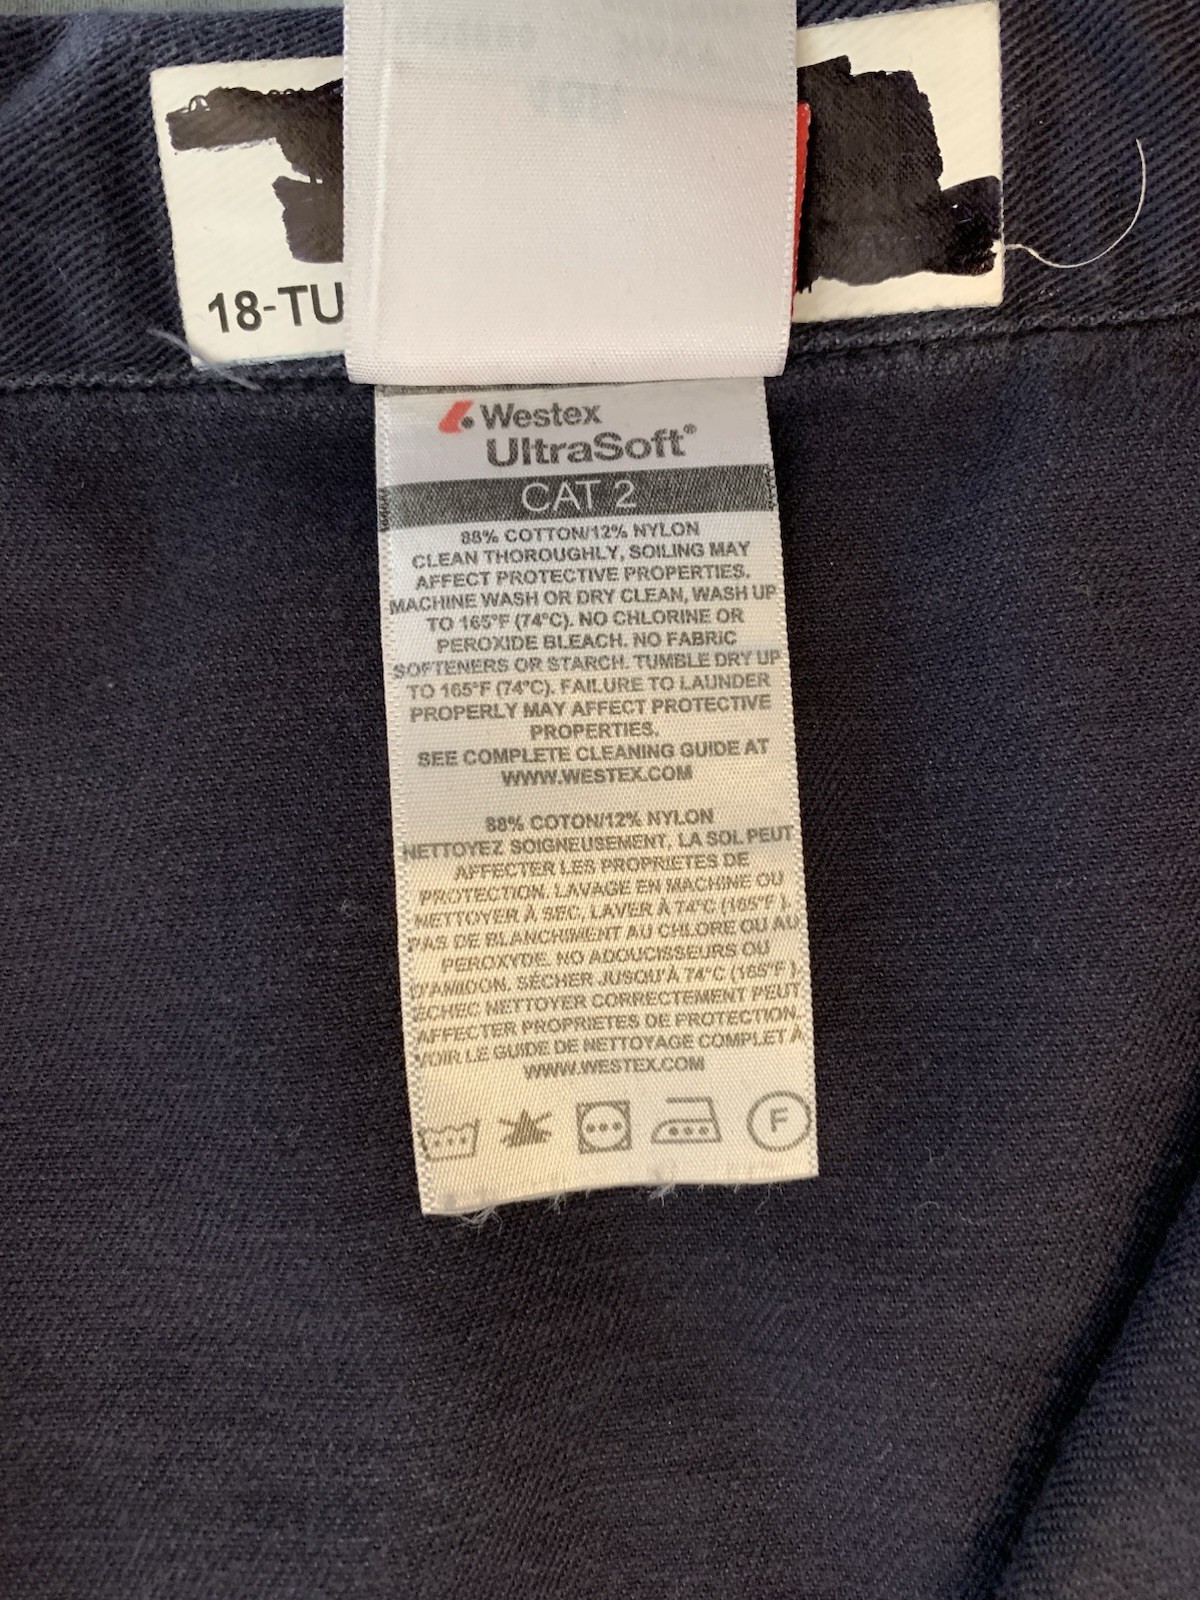 18-TU
Westex
UltraSoft®
CAT 2
88% COTTON/12% NYLON
CLEAN THOROUGHLY, SOILING MAY
AFFECT PROTECTIVE PROPERTIES.
MACHINE WASH OR DRY CLEAN, WASH UP
TO 165°F (74°C). NO CHLORINE OR
PEROXIDE BLEACH. NO FABRIC
SOFTENERS OR STARCH. TUMBLE DRY UP
TO 165°F (74°C). FAILURE TO LAUNDER
PROPERLY MAY AFFECT PROTECTIVE
PROPERTIES.
SEE COMPLETE CLEANING GUIDE AT
WWW.WESTEX.COM
88% COTON/12% NYLON
NETTOYEZ SOIGNEUSEMENT, LA SOL PEUT
AFFECTER LES PROPRIETES DE
PROTECTION. LAVAGE EN MACHINE OU
NETTOYER À SEC, LAVER À 74°C (165°F ).
PAS DE BLANCHIMENT AU CHLORE OU AU
PEROXYDE. NO ADOUCISSEURS OU
D'AMIDON. SÉCHER JUSQU'À 74°C (165°F ).
ÉCHEC NETTOYER CORRECTEMENT PEUT
AFFECTER PROPRIETES DE PROTECTION.
VOIR LE GUIDE DE NETTOYAGE COMPLET À
WWW.WESTEX.COM
F